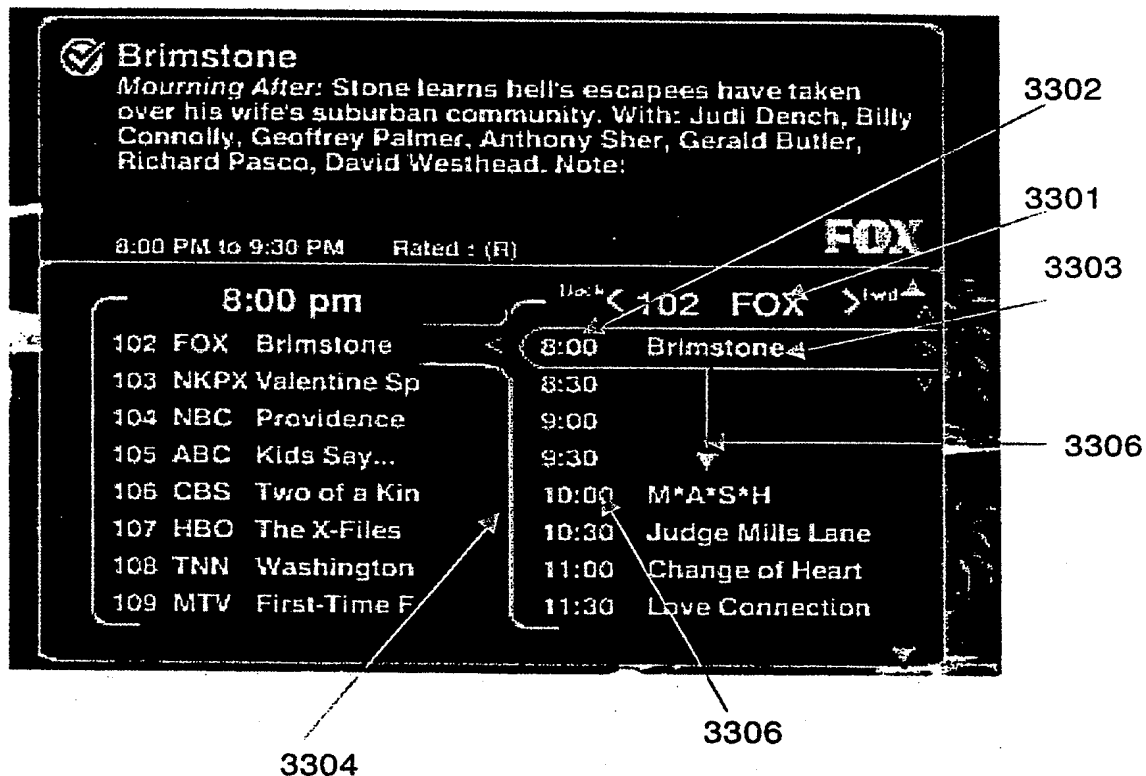 Brimstone
Mourning After: Stone learns hell's escapees have taken
over his wife's suburban community. With: Judi Dench, Billy
Connolly, Geoffrey Palmer, Anthony Sher, Gerald Butler,
Richard Pasco, David Westhead. Note:
8:00 PM to 9:30 PM Rated : (R)
FOX
8:00 pm
102 FOX Brimstone
103 NKPX Valentine Sp
104 NBC Providence
105 ABC Kids Say...
106 CBS Two of a Kin
107 HBO The X-Files
108 TNN Washington
109 MTV First-Time F
Back < 102 FOX > Fwd
8:00 Brimstone
8:30
9:00
9:30
10:00 M*A*S*H
10:30 Judge Mills Lane
11:00 Change of Heart
11:30 Love Connection
3302
3301
3303
3306
3306
3304